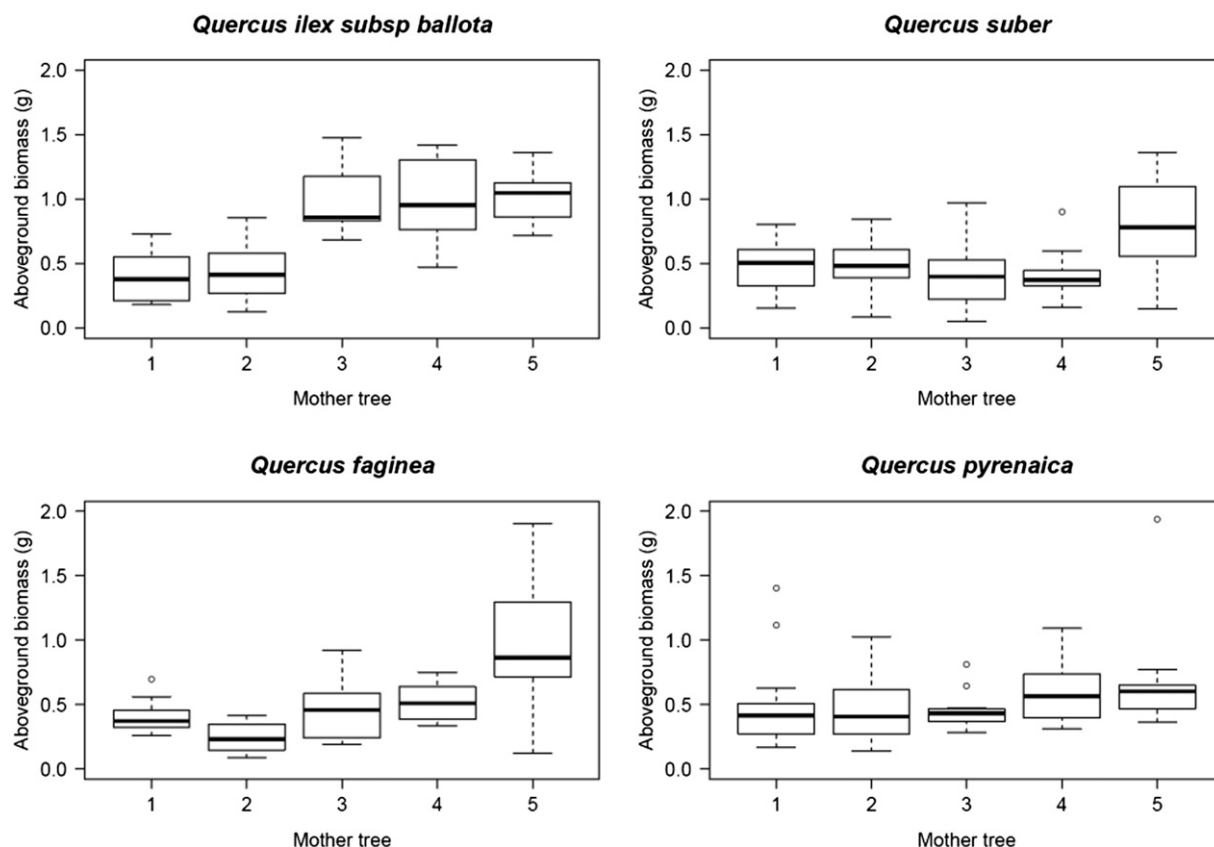 Quercus ilex subsp ballota
Aboveground biomass (g)
2.0
1.5
1.0
0.5
0.0
1 2 3 4 5
Mother tree
Quercus suber
Aboveground biomass (g)
2.0
1.5
1.0
0.5
0.0
1 2 3 4 5
Mother tree
Quercus faginea
Aboveground biomass (g)
2.0
1.5
1.0
0.5
0.0
1 2 3 4 5
Mother tree
Quercus pyrenaica
Aboveground biomass (g)
2.0
1.5
1.0
0.5
0.0
1 2 3 4 5
Mother tree